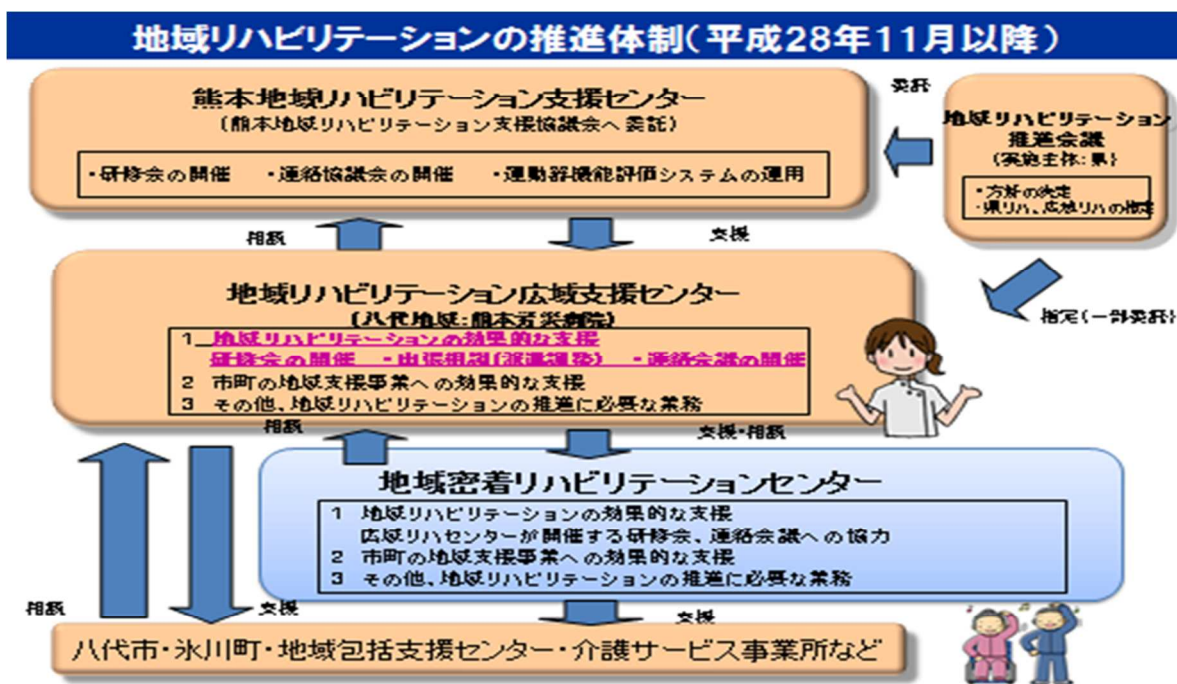 地域リハビリテーションの推進体制(平成28年11月以降)
熊本地域リハビリテーション支援センター
(熊本地域リハビリテーション支援協議会へ委託)
・研修会の開催 ・連絡協議会の開催 ・運動器機能評価システムの運用
委託
地域リハビリテーション
推進会議
(実施主体:県)
・方針の決定
・県リハ、広域リハの指定
相談
支援
地域リハビリテーション広域支援センター
(八代地域:熊本労災病院)
1 地域リハビリテーションの効果的な支援
研修会の開催 ・出張相談(派遣調整) ・連絡会議の開催
2 市町の地域支援事業への効果的な支援
3 その他、地域リハビリテーションの推進に必要な業務
指定(一部委託)
相談
支援・相談
地域密着リハビリテーションセンター
1 地域リハビリテーションの効果的な支援
広域リハセンターが開催する研修会、連絡会議への協力
2 市町の地域支援事業への効果的な支援
3 その他、地域リハビリテーションの推進に必要な業務
相談
支援
支援
八代市・氷川町・地域包括支援センター・介護サービス事業所など